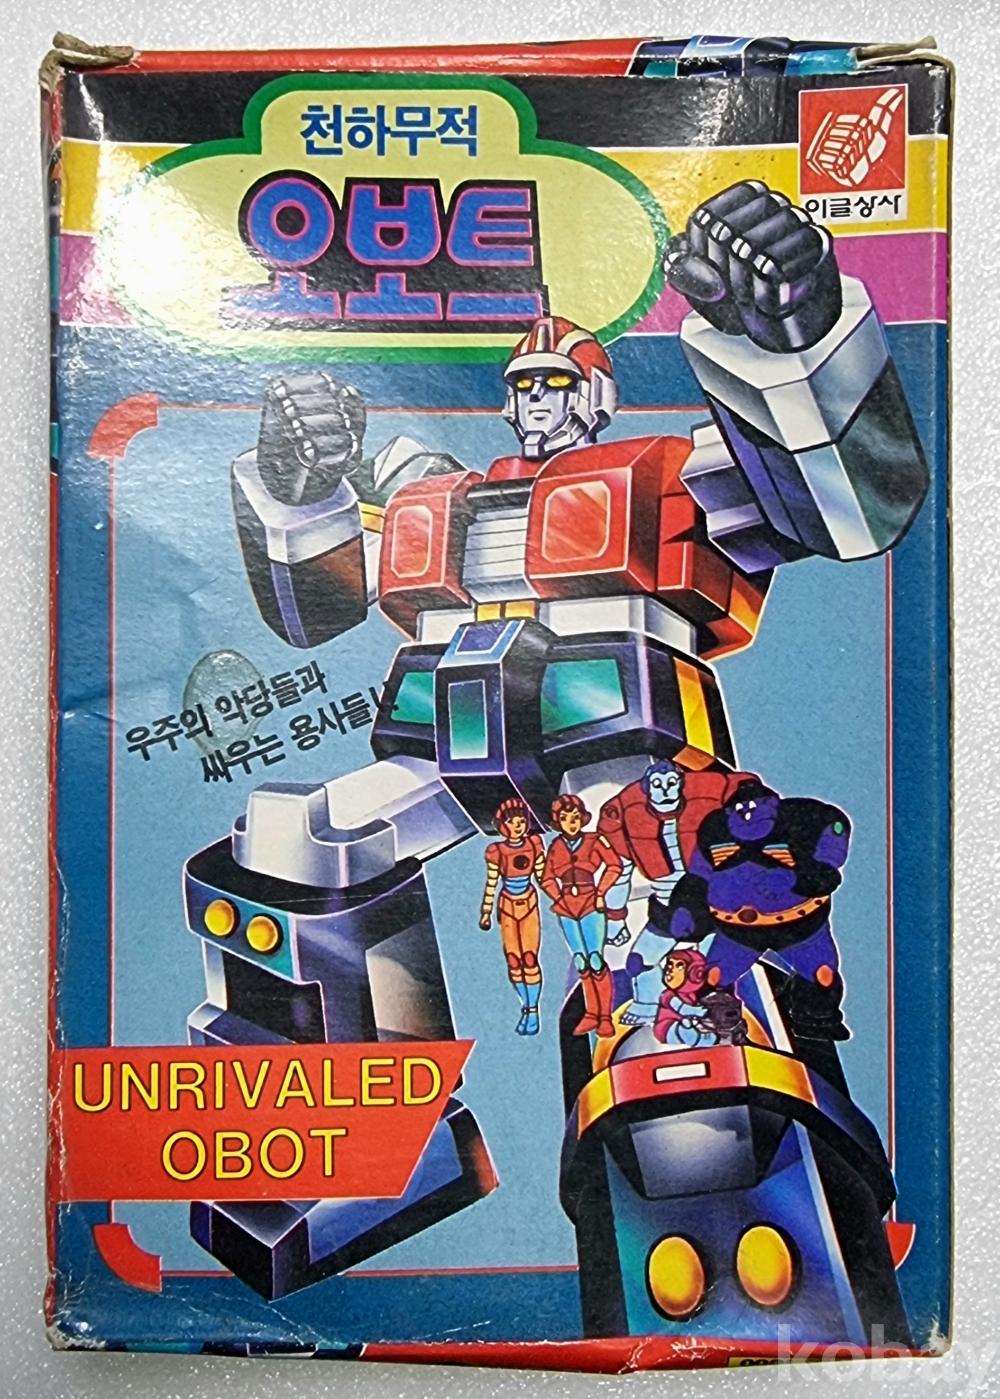 천하무적
오보트
이글상사
우주의 악당들과
싸우는 용사들!
UNRIVALED
OBOT
kobay